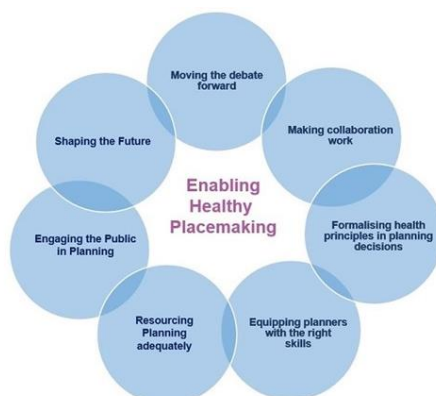 Moving the debate
forward
Making collaboration
work
Formalising health
principles in planning
decisions
Equipping planners
with the right
skills
Resourcing
Planning
adequately
Engaging the Public
in Planning
Shaping the Future
Enabling
Healthy
Placemaking